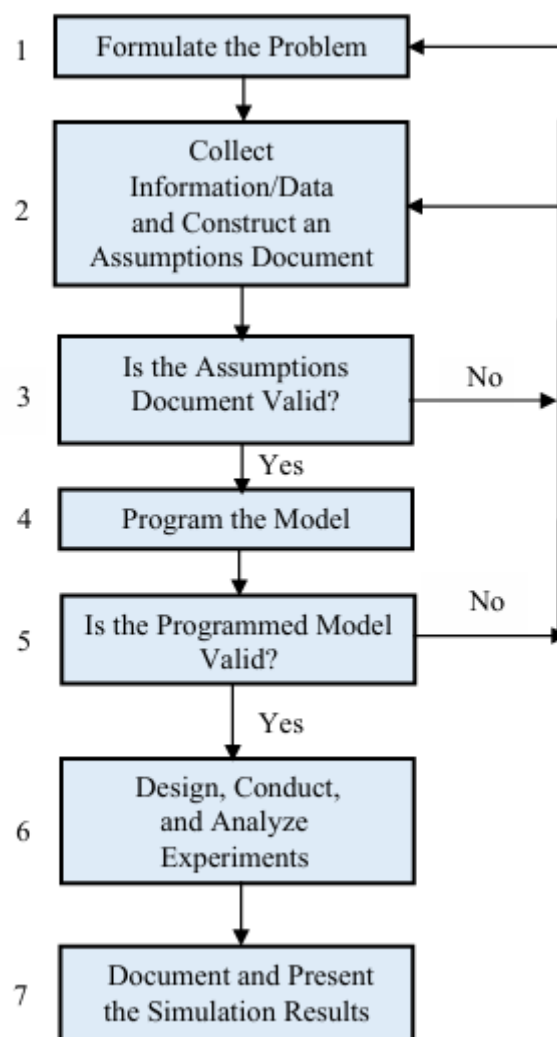 1
Formulate the Problem
2
Collect
Information/Data
and Construct an
Assumptions Document
3
Is the Assumptions
Document Valid?
No
Yes
4
Program the Model
5
Is the Programmed Model
Valid?
No
Yes
6
Design, Conduct,
and Analyze
Experiments
7
Document and Present
the Simulation Results